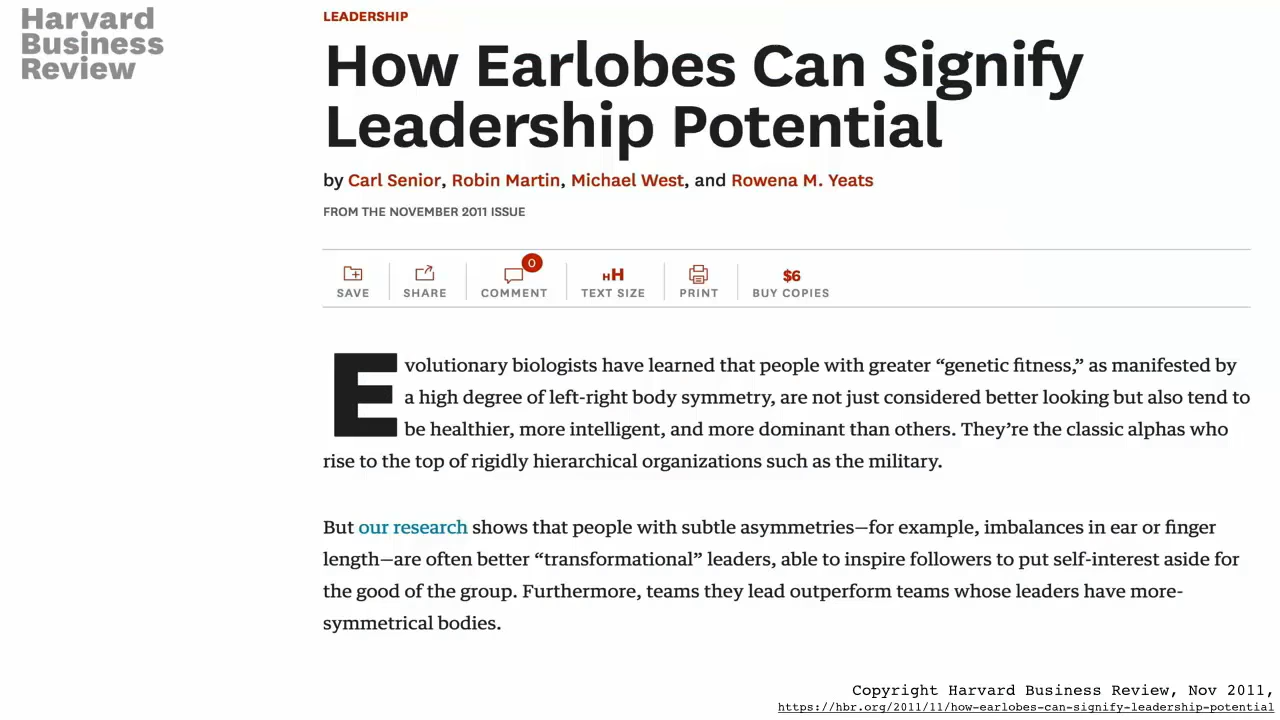 Harvard
Business
Review
LEADERSHIP
How Earlobes Can Signify
Leadership Potential
by Carl Senior, Robin Martin, Michael West, and Rowena M. Yeats
FROM THE NOVEMBER 2011 ISSUE
0
HH $6
SAVE SHARE COMMENT TEXT SIZE PRINT BUY COPIES
Evolutionary biologists have learned that people with greater “genetic fitness,” as manifested by
a high degree of left-right body symmetry, are not just considered better looking but also tend to
be healthier, more intelligent, and more dominant than others. They’re the classic alphas who
rise to the top of rigidly hierarchical organizations such as the military.
But our research shows that people with subtle asymmetries—for example, imbalances in ear or finger
length—are often better “transformational” leaders, able to inspire followers to put self-interest aside for
the good of the group. Furthermore, teams they lead outperform teams whose leaders have more-
symmetrical bodies.
Copyright Harvard Business Review, Nov 2011,
https://hbr.org/2011/11/how-earlobes-can-signify-leadership-potential